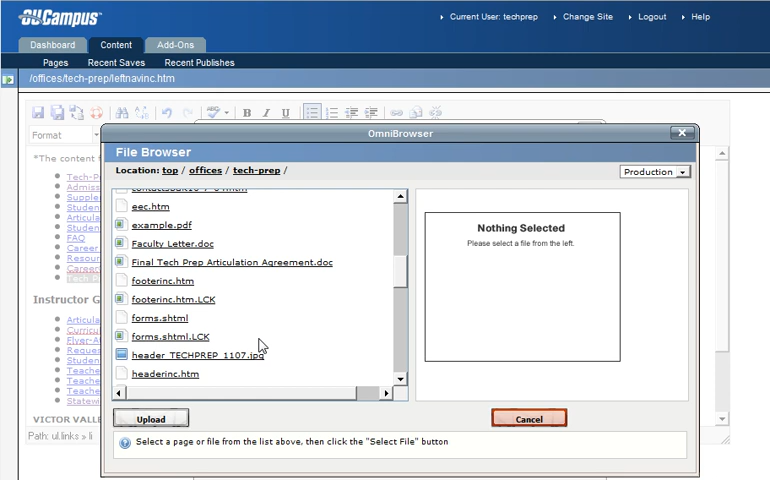 OU Campus™
Current User: techprep Change Site Logout Help
Dashboard Content Add-Ons
Pages Recent Saves Recent Publishes
/offices/tech-prep/leftnavinc.htm
Format
OmniBrowser
File Browser
Location: top / offices / tech-prep /
Production
"The content
Tech-P
Admiss
Supple
Studen
Articula
Studen
FAQ
Career
Resour
Career
Tech P
Instructor G
Articula
Curricu
Flyer-A
Reques
Studen
Teache
Teache
Teache
Statew
VICTOR VALLE
Path: ul.links » li
eec.htm
example.pdf
Faculty Letter.doc
Final Tech Prep Articulation Agreement.doc
footerinc.htm
footerinc.htm.LCK
forms.shtml
forms.shtml.LCK
header_TECHPREP_1107.jpg
headerinc.htm
Nothing Selected
Please select a file from the left.
Upload
Cancel
Select a page or file from the list above, then click the "Select File" button